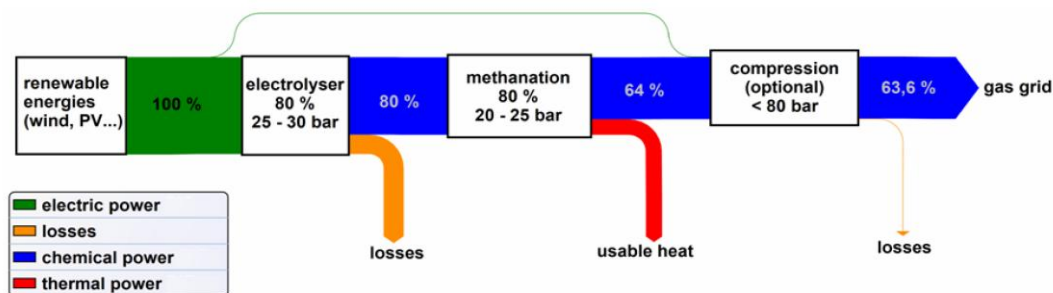 renewable
energies
(wind, PV...)
100 %
electrolyser
80 %
25 - 30 bar
80 %
methanation
80 %
20 - 25 bar
64 %
compression
(optional)
< 80 bar
63,6 %
gas grid
losses
usable heat
losses
electric power
losses
chemical power
thermal power